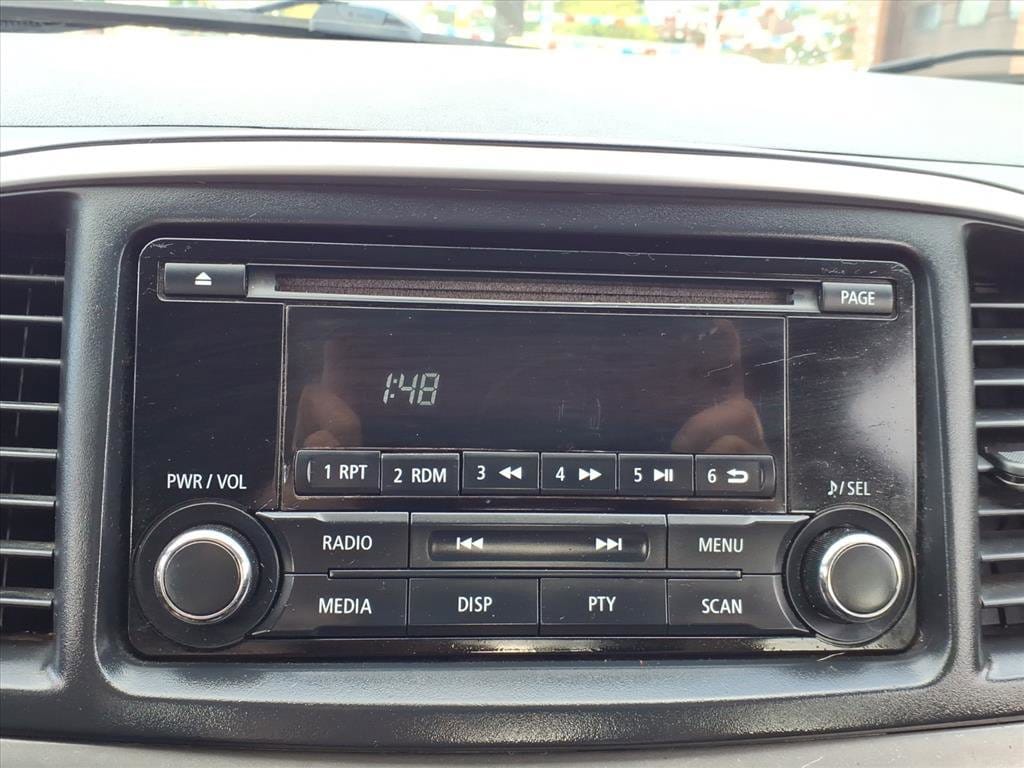 PAGE
1:48
1 RPT 2 RDM 3 4 5 6
PWR / VOL
/ SEL
RADIO MENU
MEDIA DISP PTY SCAN